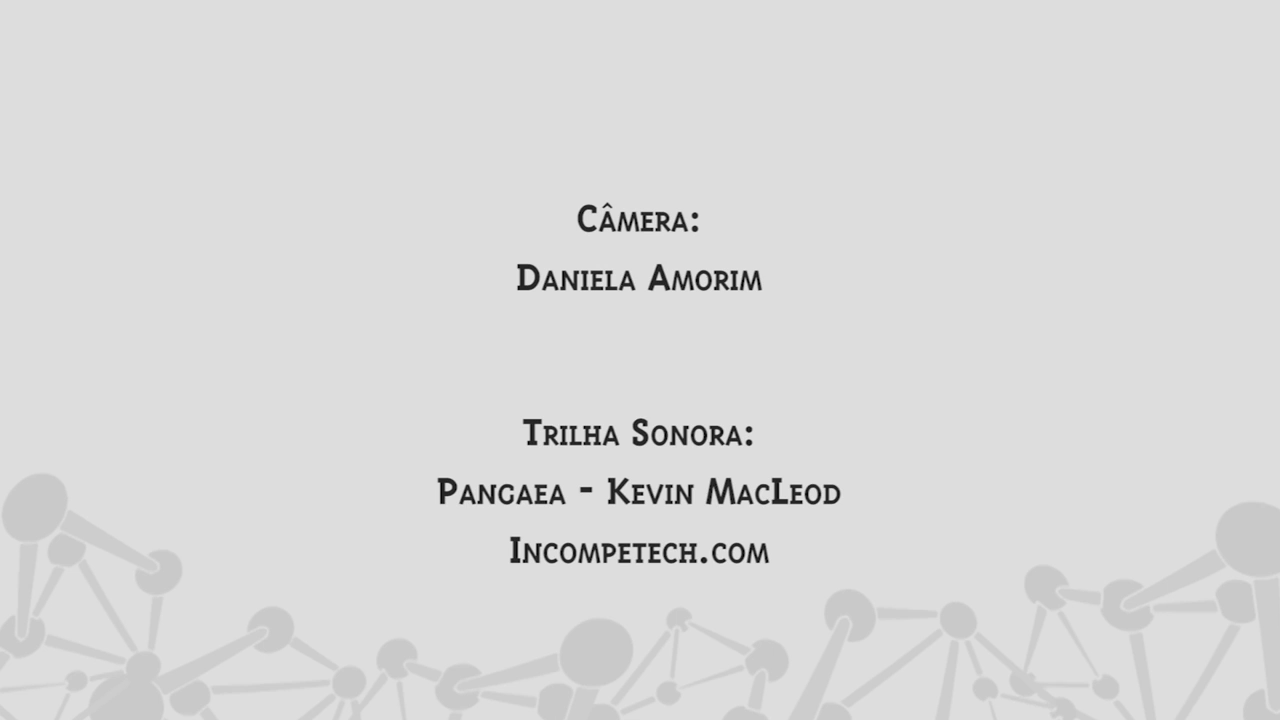 Câmera:
Daniela Amorim
Trilha Sonora:
Pangaea - Kevin MacLeod
Incompetech.com